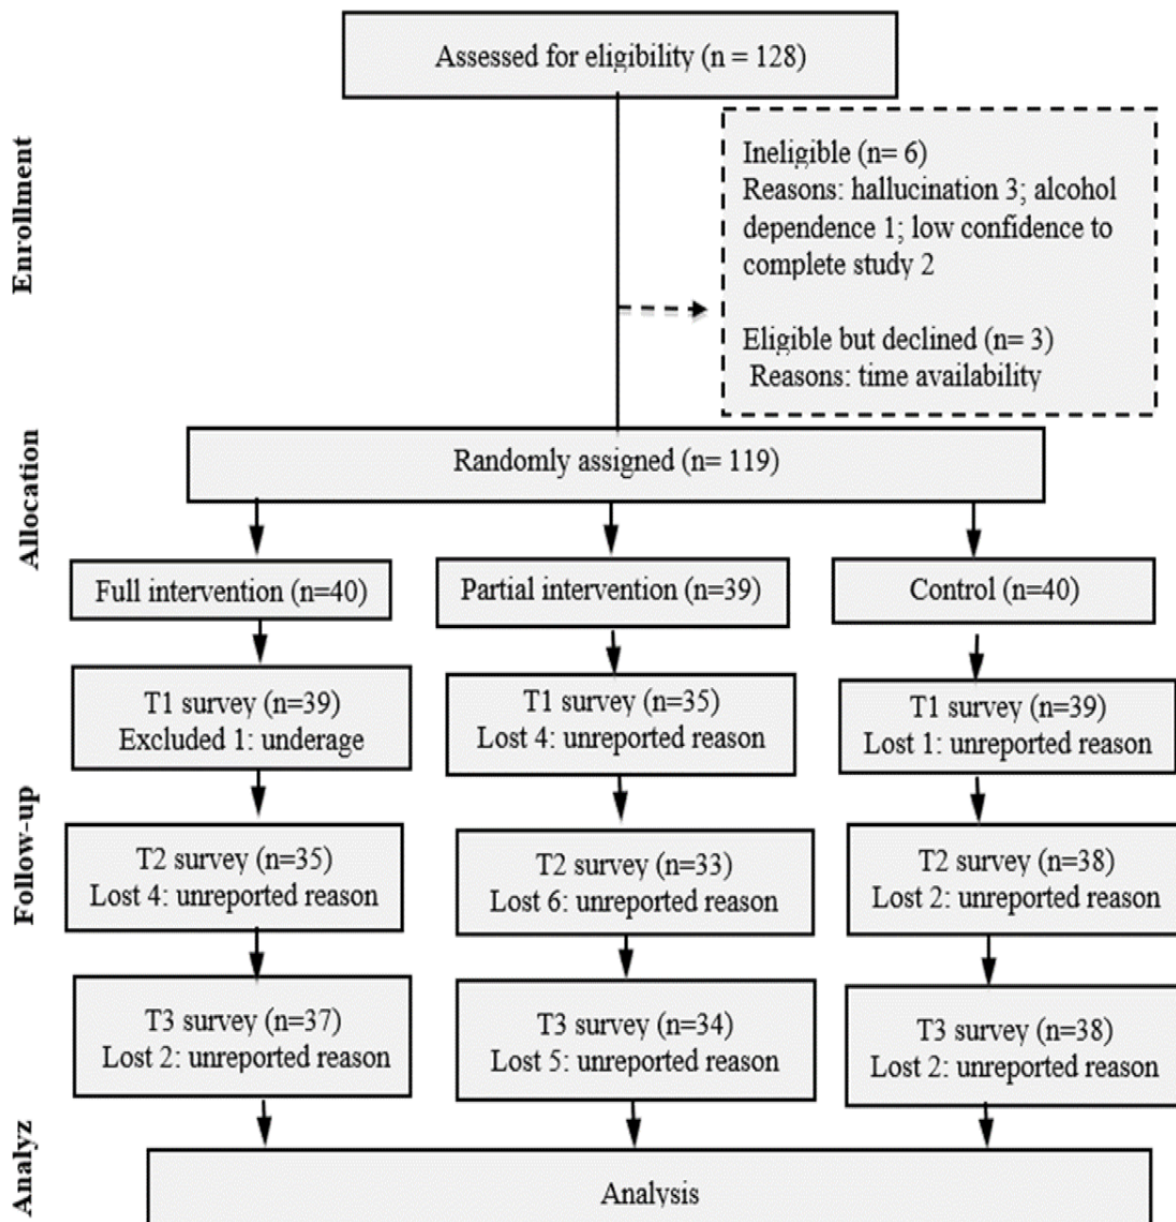 Assessed for eligibility (n = 128)
Enrollment
Ineligible (n= 6)
Reasons: hallucination 3; alcohol
dependence 1; low confidence to
complete study 2
Eligible but declined (n= 3)
Reasons: time availability
Allocation
Randomly assigned (n= 119)
Full intervention (n=40)
Partial intervention (n=39)
Control (n=40)
Follow-up
T1 survey (n=39)
Excluded 1: underage
T1 survey (n=35)
Lost 4: unreported reason
T1 survey (n=39)
Lost 1: unreported reason
T2 survey (n=35)
Lost 4: unreported reason
T2 survey (n=33)
Lost 6: unreported reason
T2 survey (n=38)
Lost 2: unreported reason
T3 survey (n=37)
Lost 2: unreported reason
T3 survey (n=34)
Lost 5: unreported reason
T3 survey (n=38)
Lost 2: unreported reason
Analyz
Analysis